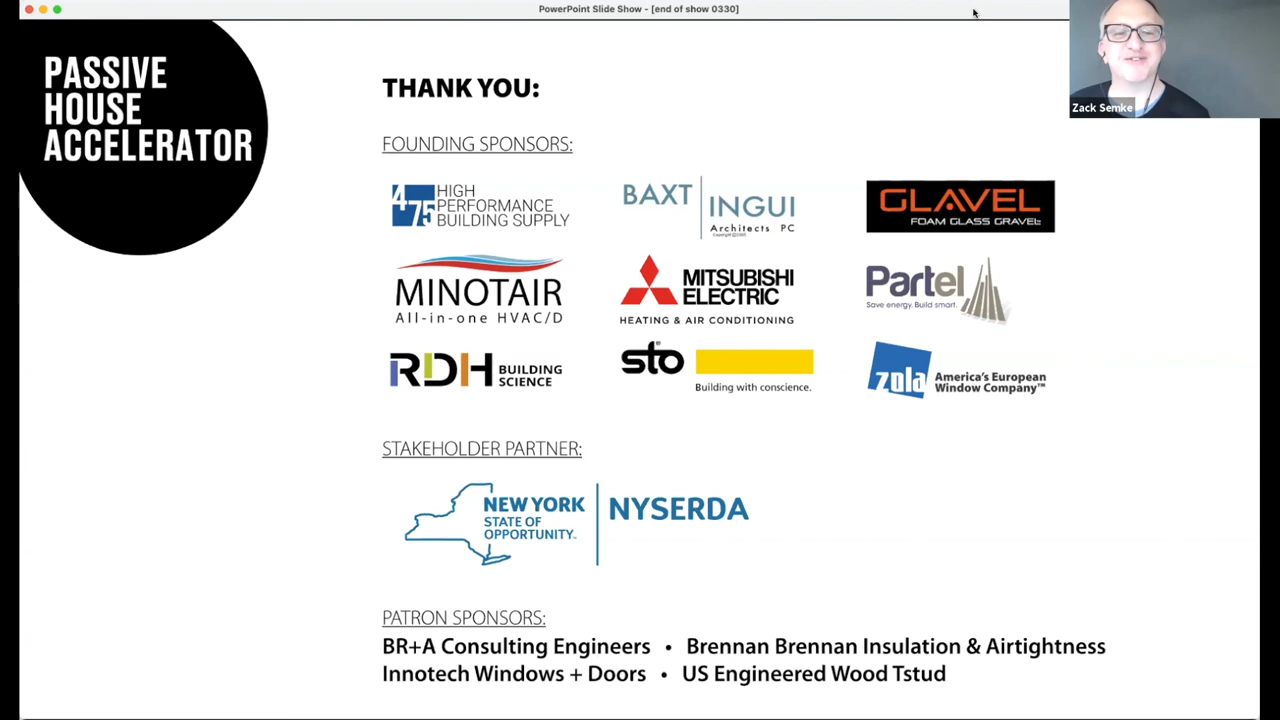 PowerPoint Slide Show - [end of show 0330]
PASSIVE
HOUSE
ACCELERATOR
Zack Semke
THANK YOU:
FOUNDING SPONSORS:
475 HIGH
PERFORMANCE
BUILDING SUPPLY
BAXT
INGUI
Architects PC
GLAVEL
FOAM GLASS GRAVEL
MINOTAIR
All-in-one HVAC/D
MITSUBISHI
ELECTRIC
HEATING & AIR CONDITIONING
Partel
Save energy. Build smart.
RDH BUILDING
SCIENCE
sto
Building with conscience.
zola America's European
Window Company™
STAKEHOLDER PARTNER:
NEW YORK
STATE OF
OPPORTUNITY.
NYSERDA
PATRON SPONSORS:
BR+A Consulting Engineers • Brennan Brennan Insulation & Airtightness
Innotech Windows + Doors • US Engineered Wood Tstud